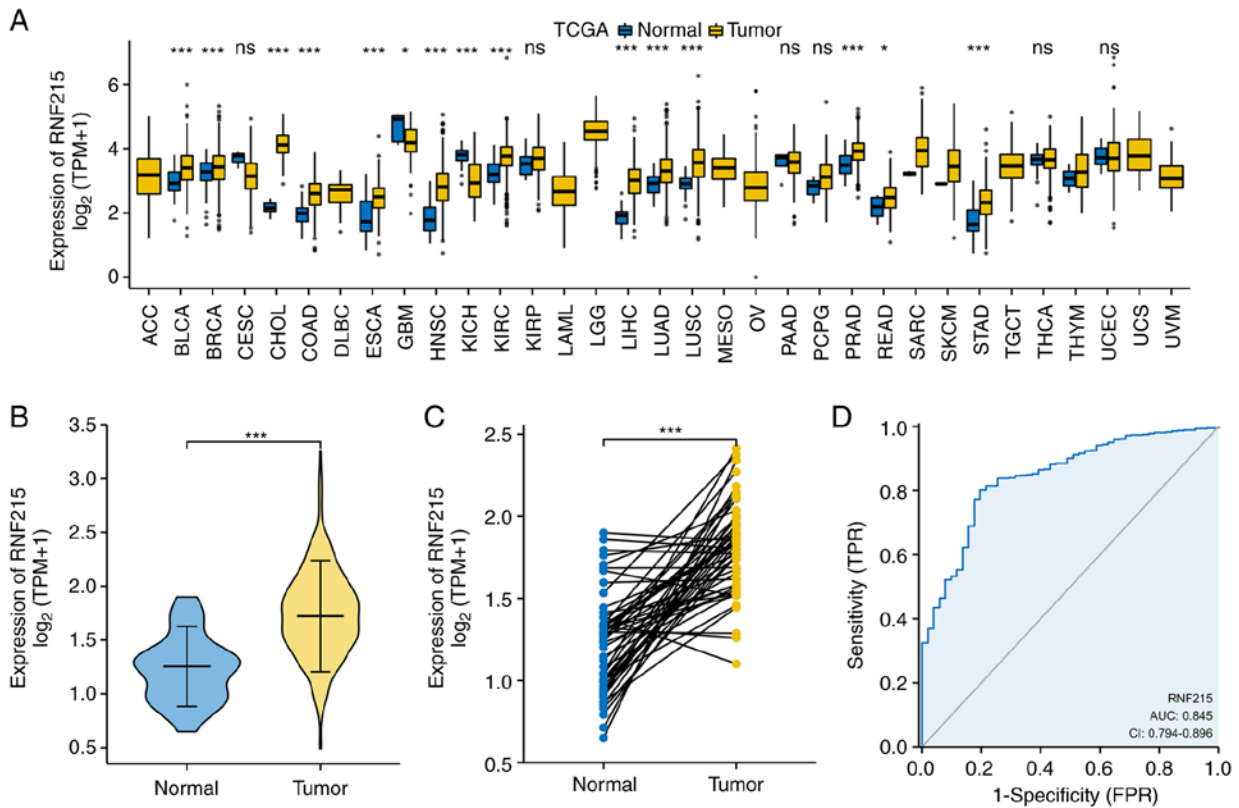 A
TCGA Normal Tumor
*** *** ns *** *** *** * *** *** *** ns *** *** *** ns ns *** * *** ns ns
Expression of RNF215
log2 (TPM+1)
6
4
2
0
ACC BLCA BRCA CESC CHOL COAD DLBC ESCA GBM HNSC KICH KIRC KIRP LAML LGG LIHC LUAD LUSC MESO OV PAAD PCPG PRAD READ SARC SKCM STAD TGCT THCA THYM UCEC UCS UVM
B
***
Expression of RNF215
log2 (TPM+1)
3.5
3.0
2.5
2.0
1.5
1.0
0.5
Normal Tumor
C
***
Expression of RNF215
log2 (TPM+1)
2.5
2.0
1.5
1.0
0.5
Normal Tumor
D
Sensitivity (TPR)
1.0
0.8
0.6
0.4
0.2
0.0
RNF215
AUC: 0.845
CI: 0.794-0.896
0.0 0.2 0.4 0.6 0.8 1.0
1-Specificity (FPR)